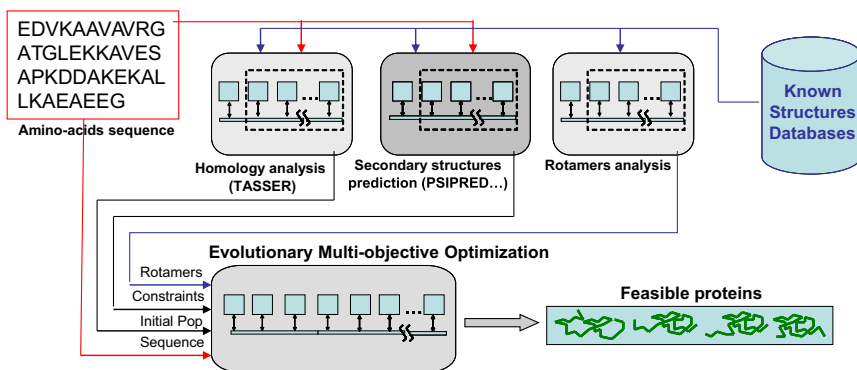 EDVKAAVAVRG
ATGLEKKAVES
APKDDAKEKAL
LKAEAEEG
Amino-acids sequence
Homology analysis
(TASSER)
Secondary structures
prediction (PSIPRED…)
Rotamers analysis
Known
Structures
Databases
Evolutionary Multi-objective Optimization
Rotamers
Constraints
Initial Pop
Sequence
Feasible proteins